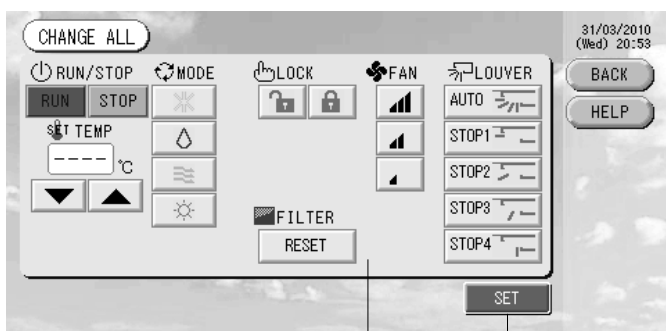 CHANGE ALL
31/03/2010
(Wed) 20:53
RUN/STOP
MODE
LOCK
FAN
LOUVER
BACK
RUN
STOP
AUTO
HELP
SET TEMP
STOP1
----°C
STOP2
STOP3
FILTER
RESET
STOP4
SET